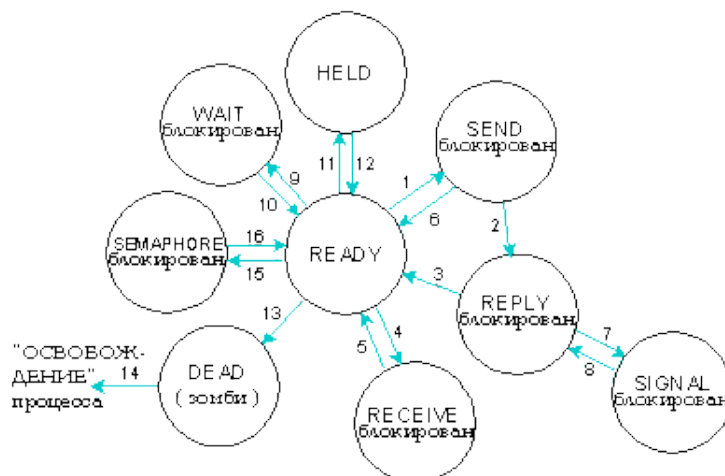 HELD
WAIT
блокирован
SEND
блокирован
11
12
9
10
1
6
2
SEMAPHORE
блокирован
16
15
READY
3
REPLY
блокирован
13
4
5
7
8
"ОСВОБОЖ-
ДЕНИЕ"
процесса
14
DEAD
(зомби)
RECEIVE
блокирован
SIGNAL
блокирован